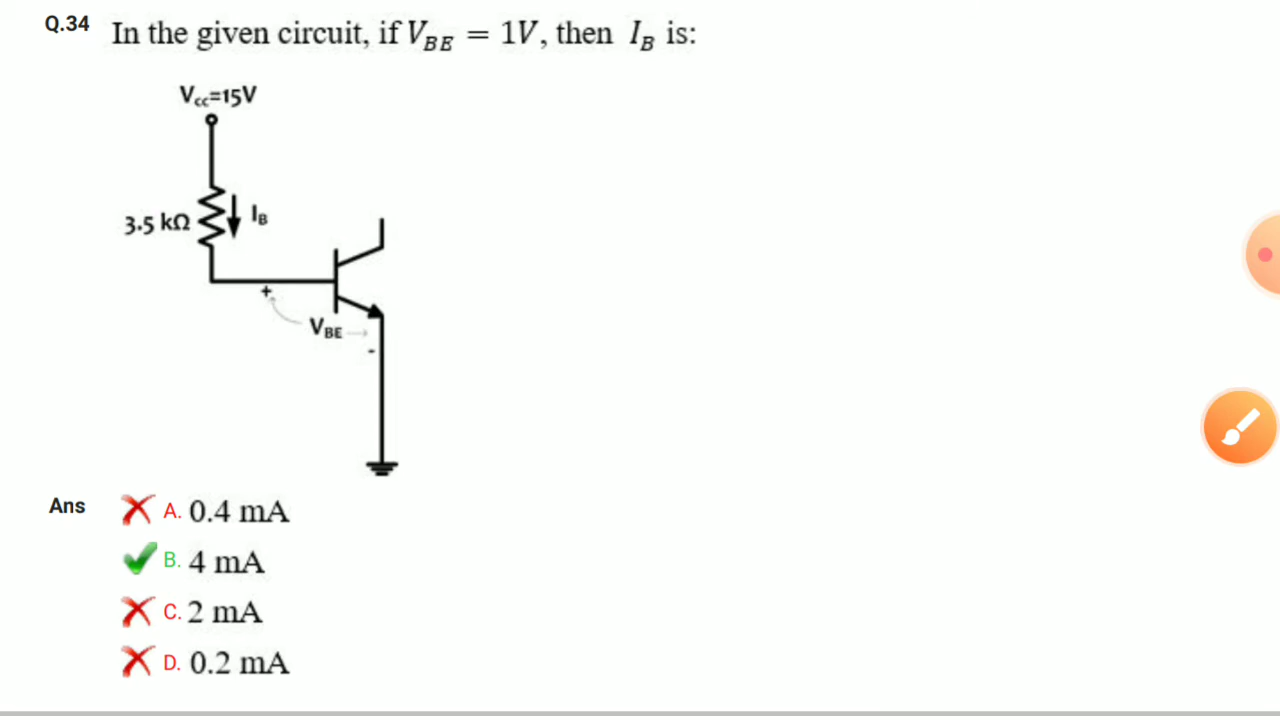 Q.34 In the given circuit, if V_BE = 1V, then I_B is:
Vcc=15V
3.5 kΩ
I_B
+
V_BE
-
Ans
A. 0.4 mA
B. 4 mA
C. 2 mA
D. 0.2 mA